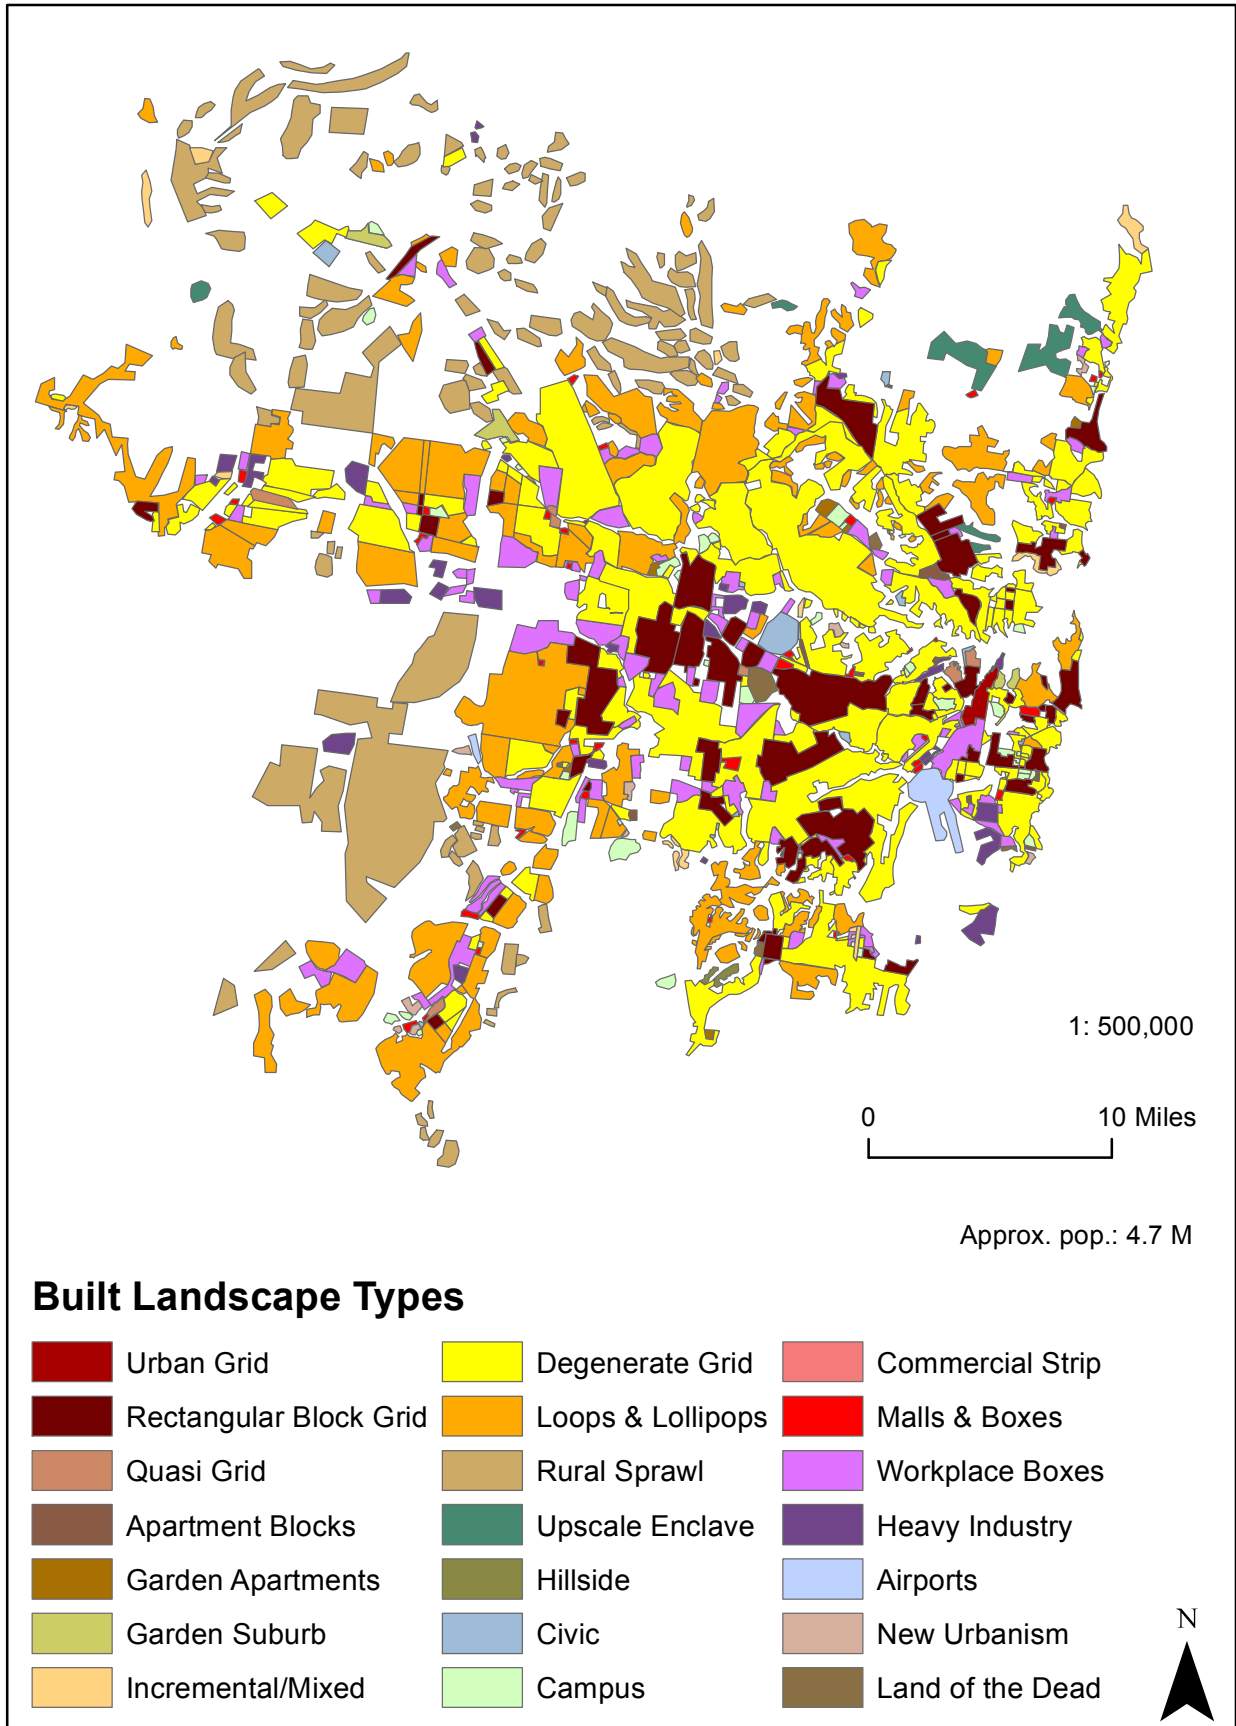 1: 500,000
0 10 Miles
Approx. pop.: 4.7 M
Built Landscape Types
Urban Grid
Rectangular Block Grid
Quasi Grid
Apartment Blocks
Garden Apartments
Garden Suburb
Incremental/Mixed
Degenerate Grid
Loops & Lollipops
Rural Sprawl
Upscale Enclave
Hillside
Civic
Campus
Commercial Strip
Malls & Boxes
Workplace Boxes
Heavy Industry
Airports
New Urbanism
Land of the Dead
N